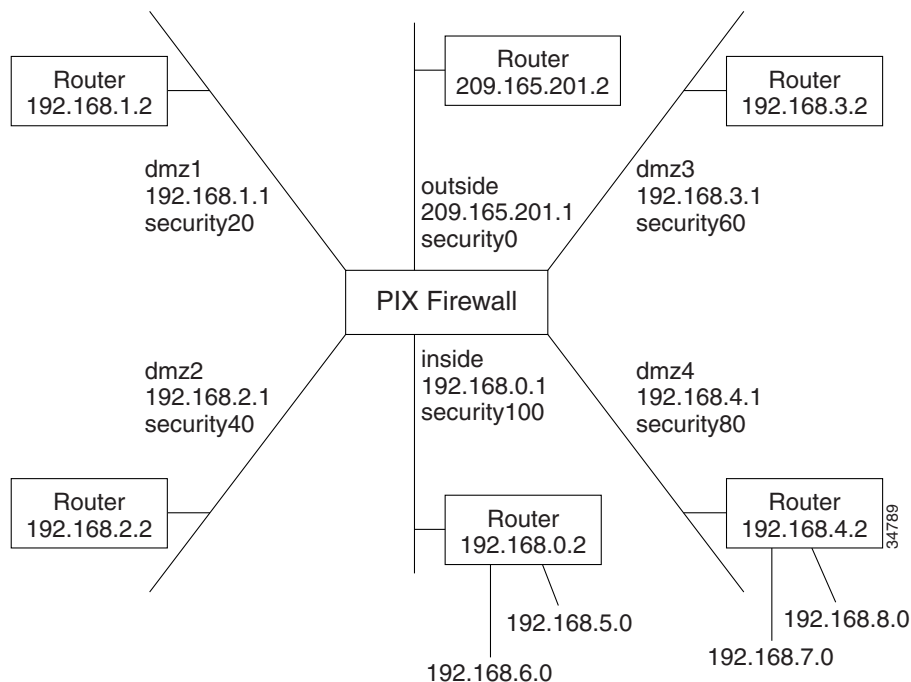 Router
192.168.1.2
Router
209.165.201.2
Router
192.168.3.2
dmz1
192.168.1.1
security20
outside
209.165.201.1
security0
dmz3
192.168.3.1
security60
PIX Firewall
dmz2
192.168.2.1
security40
inside
192.168.0.1
security100
dmz4
192.168.4.1
security80
Router
192.168.2.2
Router
192.168.0.2
Router
192.168.4.2
34789
192.168.5.0
192.168.6.0
192.168.8.0
192.168.7.0